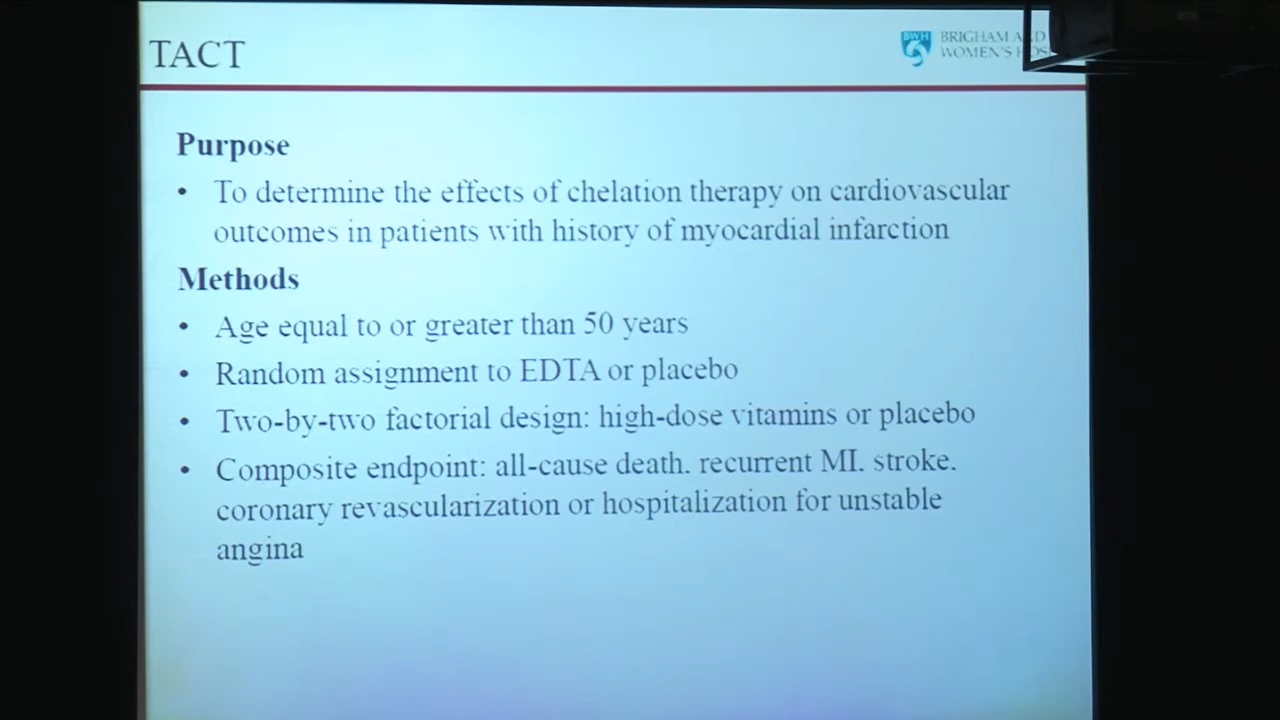 TACT
BWH
BRIGHAM AND
WOMEN'S
Purpose
• To determine the effects of chelation therapy on cardiovascular
outcomes in patients with history of myocardial infarction
Methods
• Age equal to or greater than 50 years
• Random assignment to EDTA or placebo
• Two-by-two factorial design: high-dose vitamins or placebo
• Composite endpoint: all-cause death. recurrent MI. stroke.
coronary revascularization or hospitalization for unstable
angina